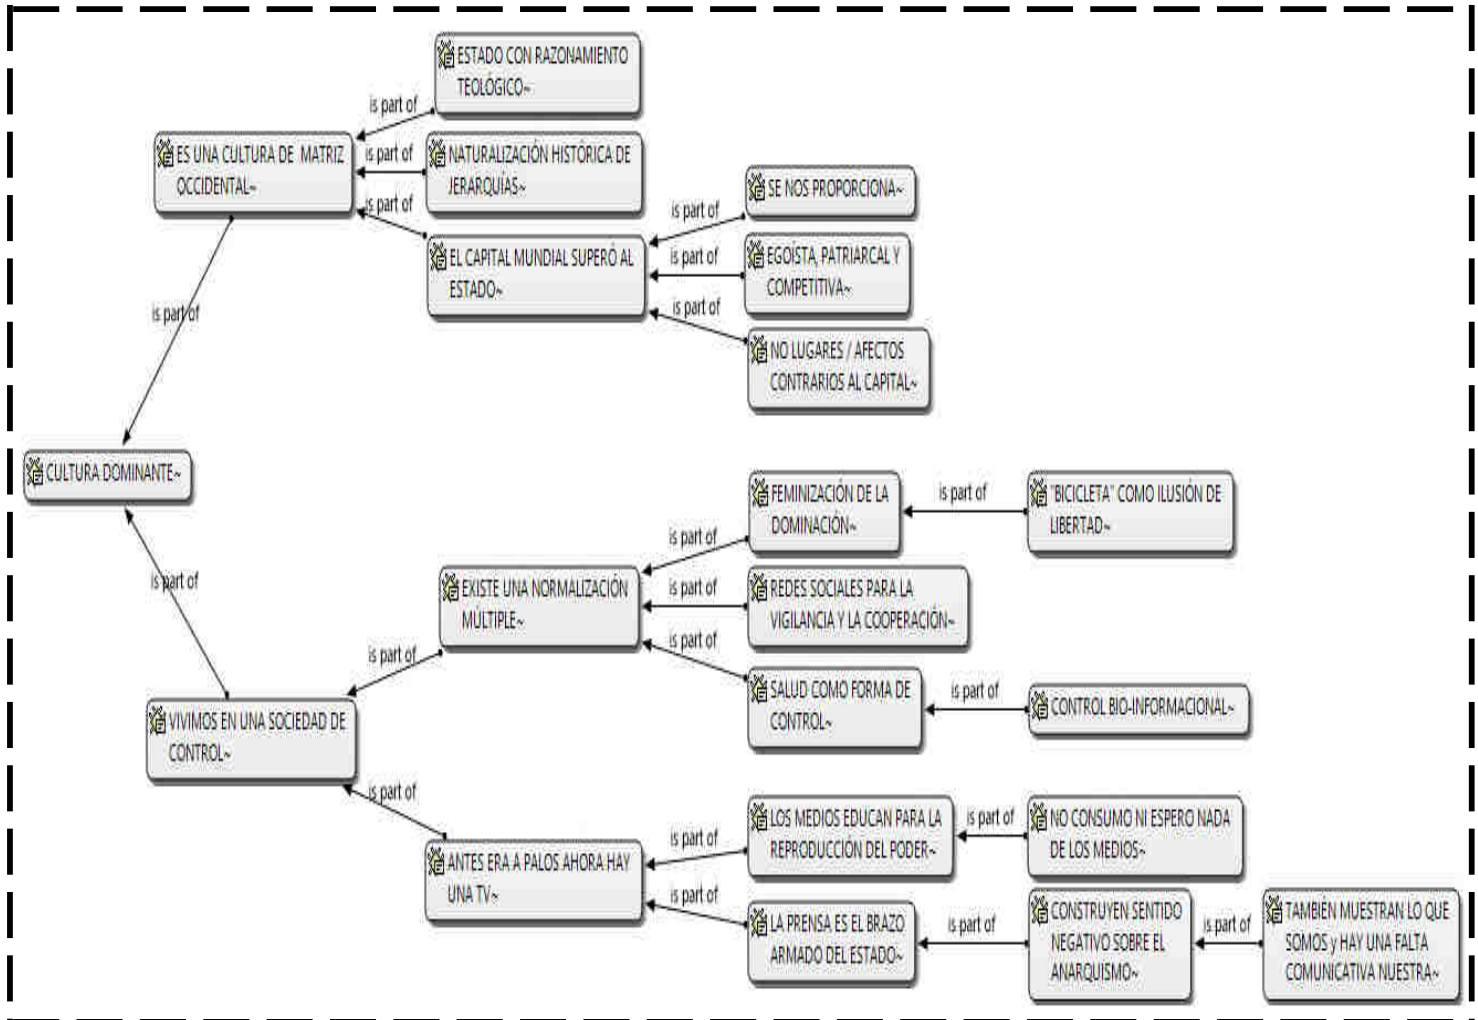 ESTADO CON RAZONAMIENTO
TEOLÓGICO~
is part of
ES UNA CULTURA DE MATRIZ
OCCIDENTAL~
is part of
NATURALIZACIÓN HISTÓRICA DE
JERARQUÍAS~
is part of
EL CAPITAL MUNDIAL SUPERÓ AL
ESTADO~
is part of
SE NOS PROPORCIONA~
is part of
EGOÍSTA, PATRIARCAL Y
COMPETITIVA~
is part of
NO LUGARES / AFECTOS
CONTRARIOS AL CAPITAL~
is part of
CULTURA DOMINANTE~
is part of
VIVIMOS EN UNA SOCIEDAD DE
CONTROL~
is part of
EXISTE UNA NORMALIZACIÓN
MÚLTIPLE~
is part of
FEMINIZACIÓN DE LA
DOMINACIÓN~
is part of
"BICICLETA" COMO ILUSIÓN DE
LIBERTAD~
is part of
REDES SOCIALES PARA LA
VIGILANCIA Y LA COOPERACIÓN~
is part of
SALUD COMO FORMA DE
CONTROL~
is part of
CONTROL BIO-INFORMACIONAL~
is part of
ANTES ERA A PALOS AHORA HAY
UNA TV~
is part of
LOS MEDIOS EDUCAN PARA LA
REPRODUCCIÓN DEL PODER~
is part of
NO CONSUMO NI ESPERO NADA
DE LOS MEDIOS~
is part of
LA PRENSA ES EL BRAZO
ARMADO DEL ESTADO~
is part of
CONSTRUYEN SENTIDO
NEGATIVO SOBRE EL
ANARQUISMO~
is part of
TAMBIÉN MUESTRAN LO QUE
SOMOS y HAY UNA FALTA
COMUNICATIVA NUESTRA~